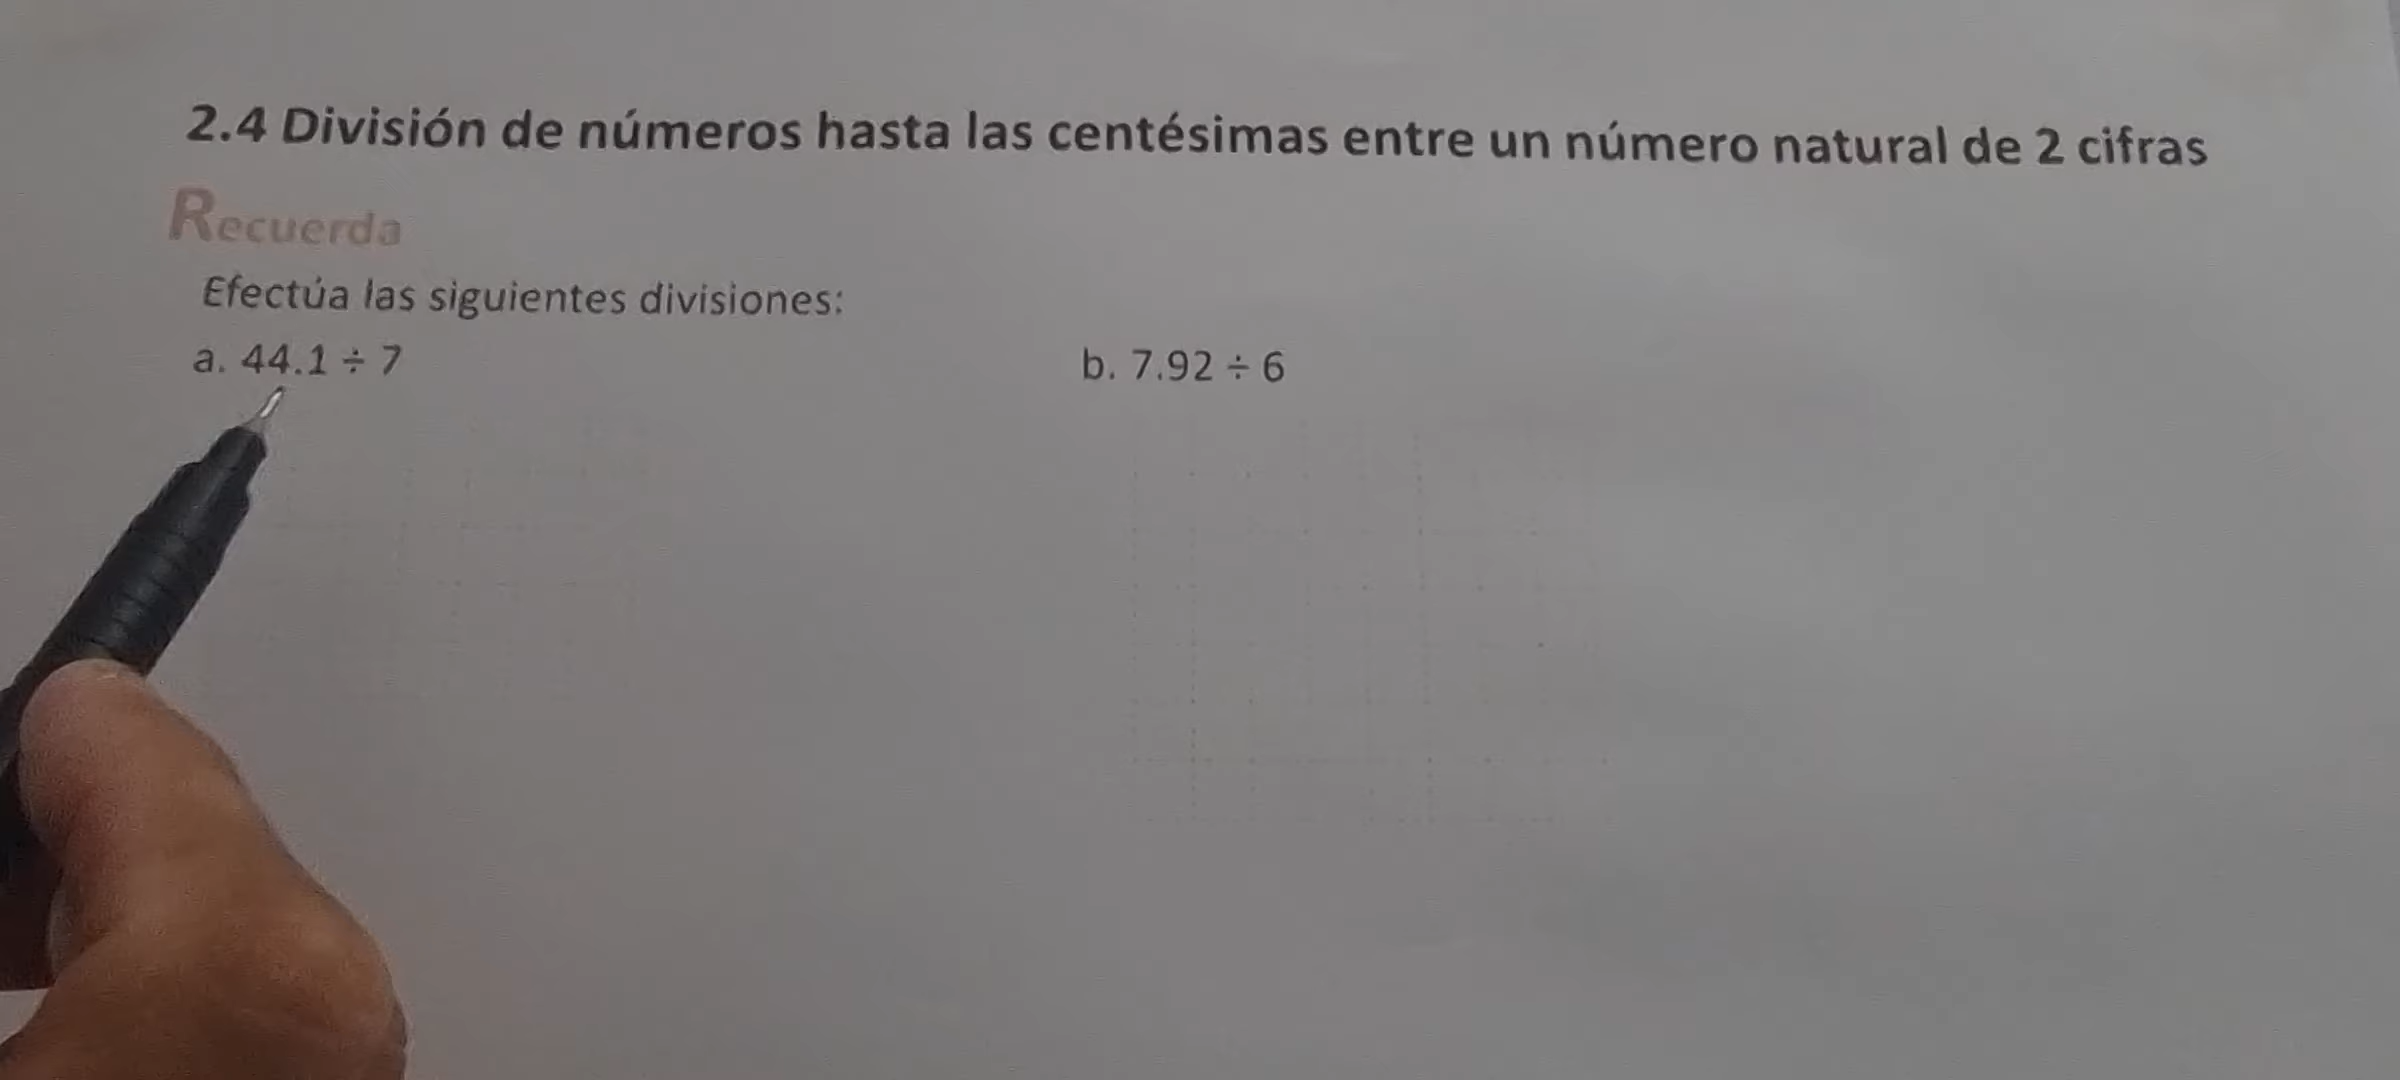 2.4 División de números hasta las centésimas entre un número natural de 2 cifras
Recuerda
Efectúa las siguientes divisiones:
a. 44.1 ÷ 7
b. 7.92 ÷ 6